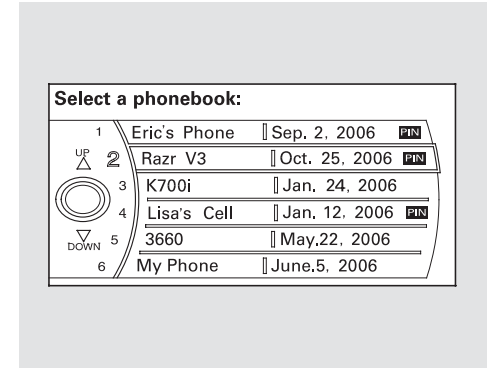 Select a phonebook:
1 Eric's Phone Sep. 2, 2006 PIN
UP 2 Razr V3 Oct. 25, 2006 PIN
3 K700i Jan. 24, 2006
4 Lisa's Cell Jan. 12, 2006 PIN
DOWN 5 3660 May.22, 2006
6 My Phone June.5, 2006